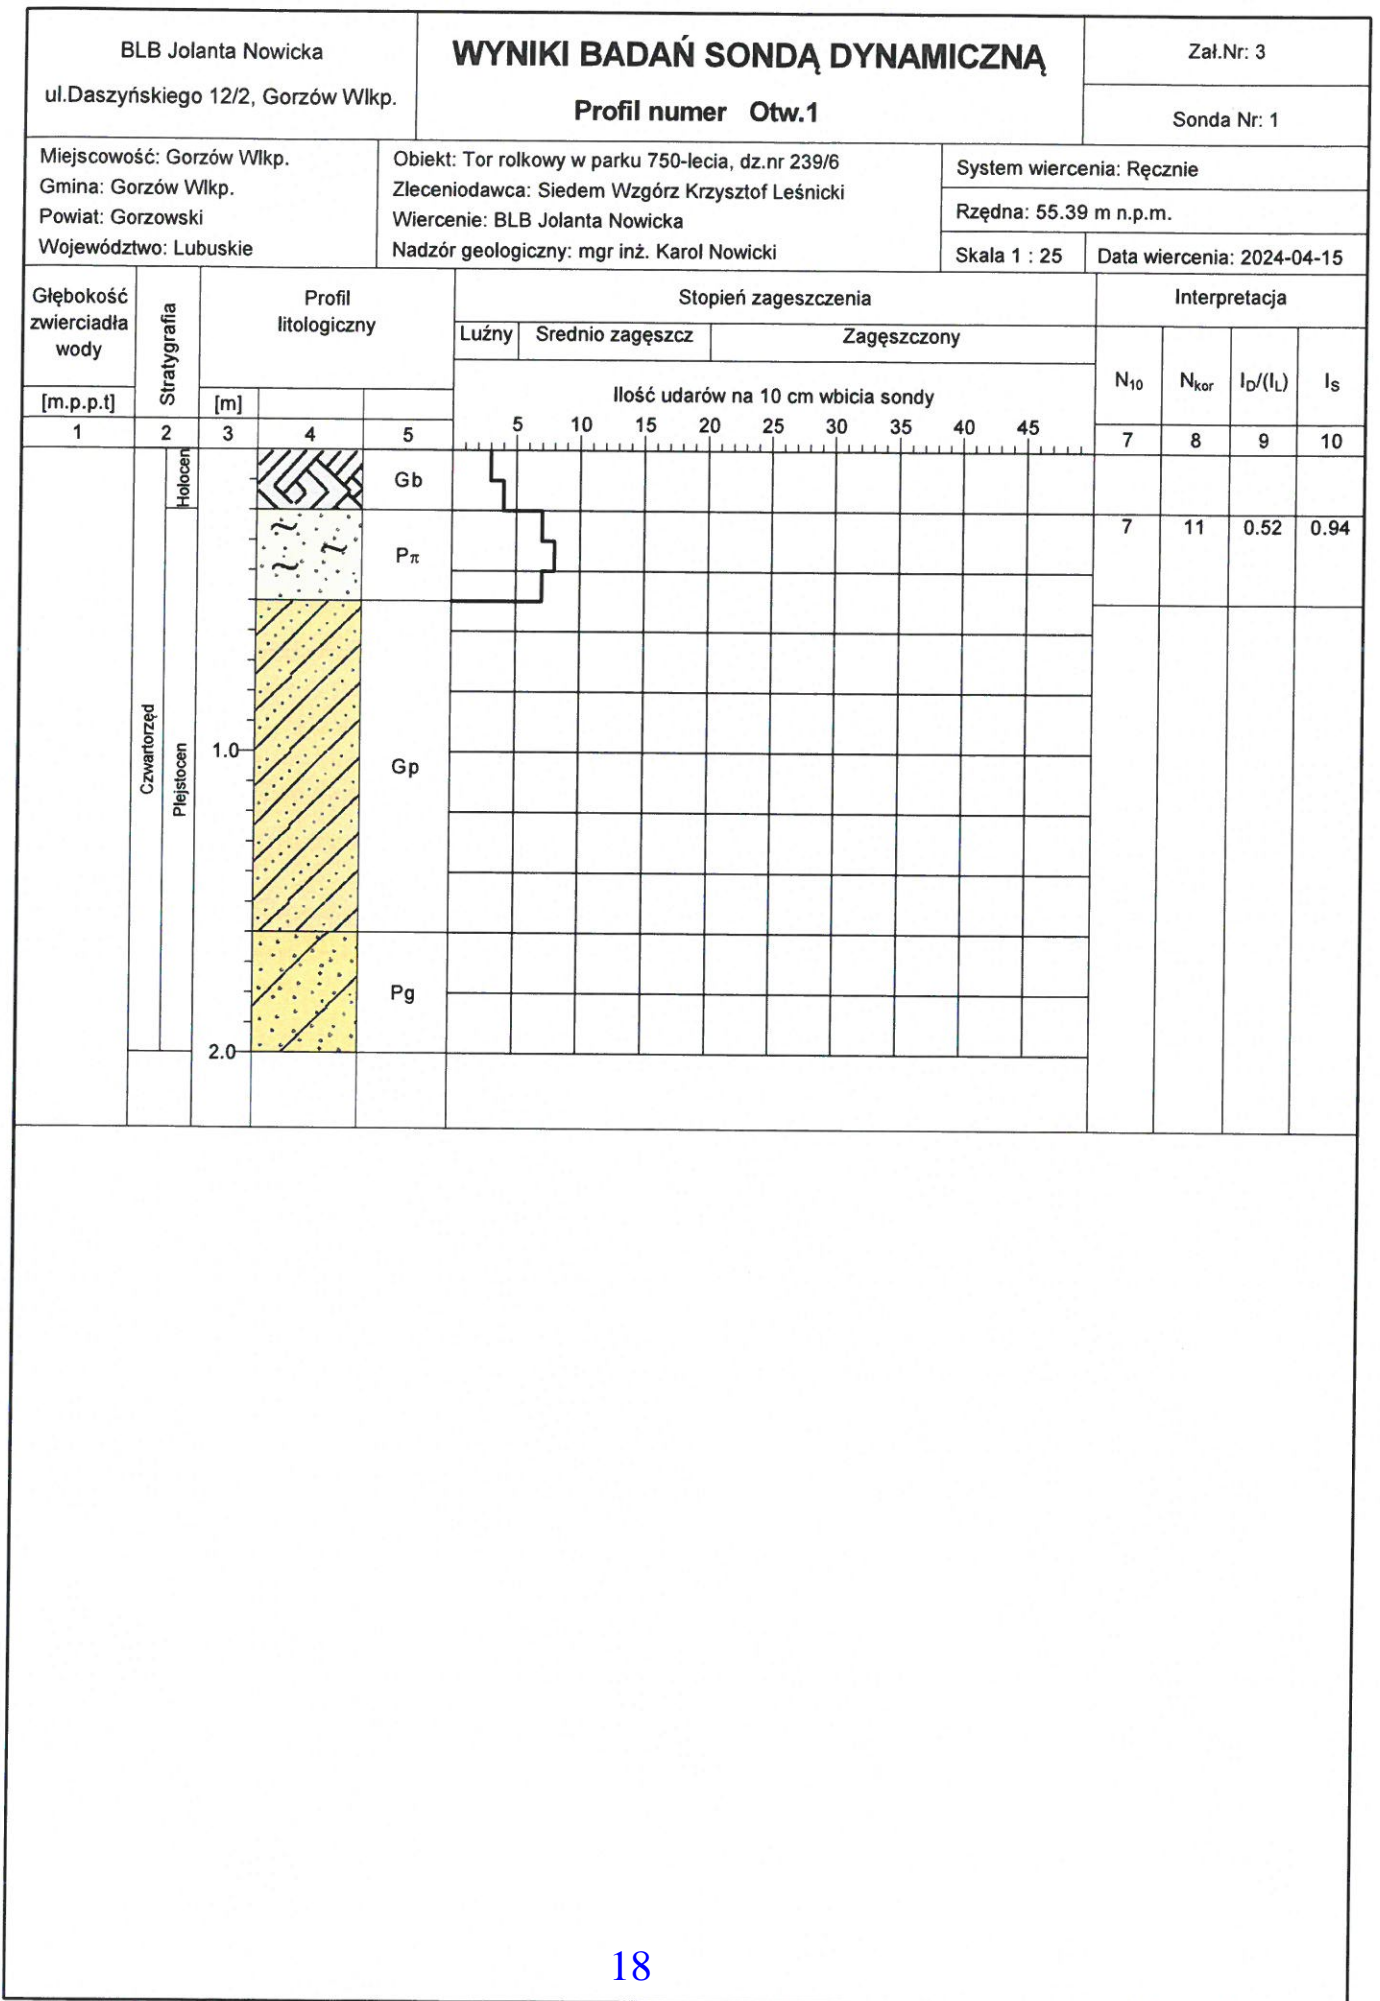 BLB Jolanta Nowicka
ul.Daszyńskiego 12/2, Gorzów Wlkp.
WYNIKI BADAŃ SONDĄ DYNAMICZNĄ
Profil numer Otw.1
Zał.Nr: 3
Sonda Nr: 1
Miejscowość: Gorzów Wlkp.
Gmina: Gorzów Wlkp.
Powiat: Gorzowski
Województwo: Lubuskie
Obiekt: Tor rolkowy w parku 750-lecia, dz.nr 239/6
Zleceniodawca: Siedem Wzgórz Krzysztof Leśnicki
Wiercenie: BLB Jolanta Nowicka
Nadzór geologiczny: mgr inż. Karol Nowicki
System wiercenia: Ręcznie
Rzędna: 55.39 m n.p.m.
Skala 1 : 25
Data wiercenia: 2024-04-15
Głębokość
zwierciadła
wody
[m.p.p.t]
Stratygrafia
Profil
litologiczny
[m]
Stopień zageszczenia
Luźny
Srednio zagęszcz
Zagęszczony
Ilość udarów na 10 cm wbicia sondy
5 10 15 20 25 30 35 40 45
Interpretacja
N10 Nkor ID/(IL) IS
1 2 3 4 5 7 8 9 10
Holocen
Gb
Pπ
7 11 0.52 0.94
Czwartorzęd
Plejstocen
1.0
Gp
Pg
2.0
18